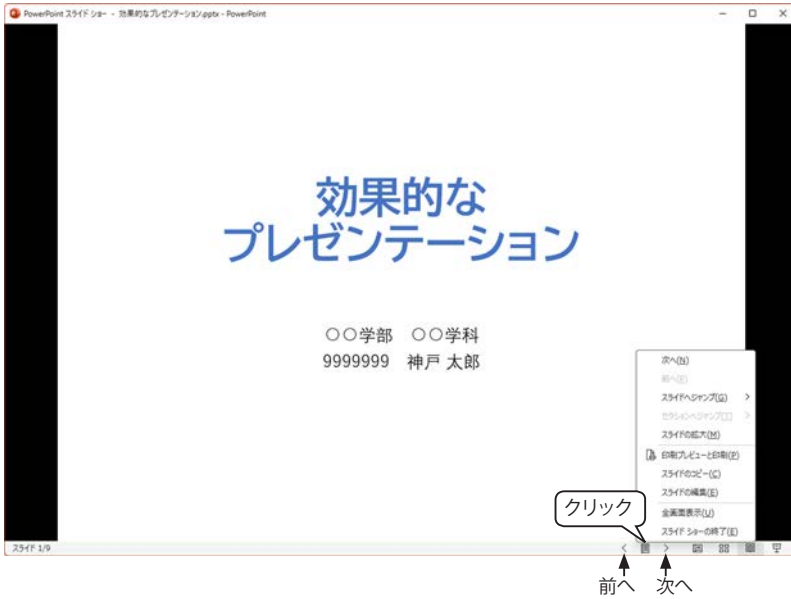 PowerPoint スライド ショー - 効果的なプレゼンテーション.pptx - PowerPoint
効果的な
プレゼンテーション
〇〇学部　〇〇学科
9999999　神戸 太郎
次へ(N)
前へ(P)
スライドへジャンプ(G)
セクションへジャンプ(T)
スライドの拡大(M)
印刷プレビューと印刷(P)
スライドのコピー(C)
スライドの編集(E)
全画面表示(U)
スライド ショーの終了(E)
クリック
スライド 1/9
前へ　次へ